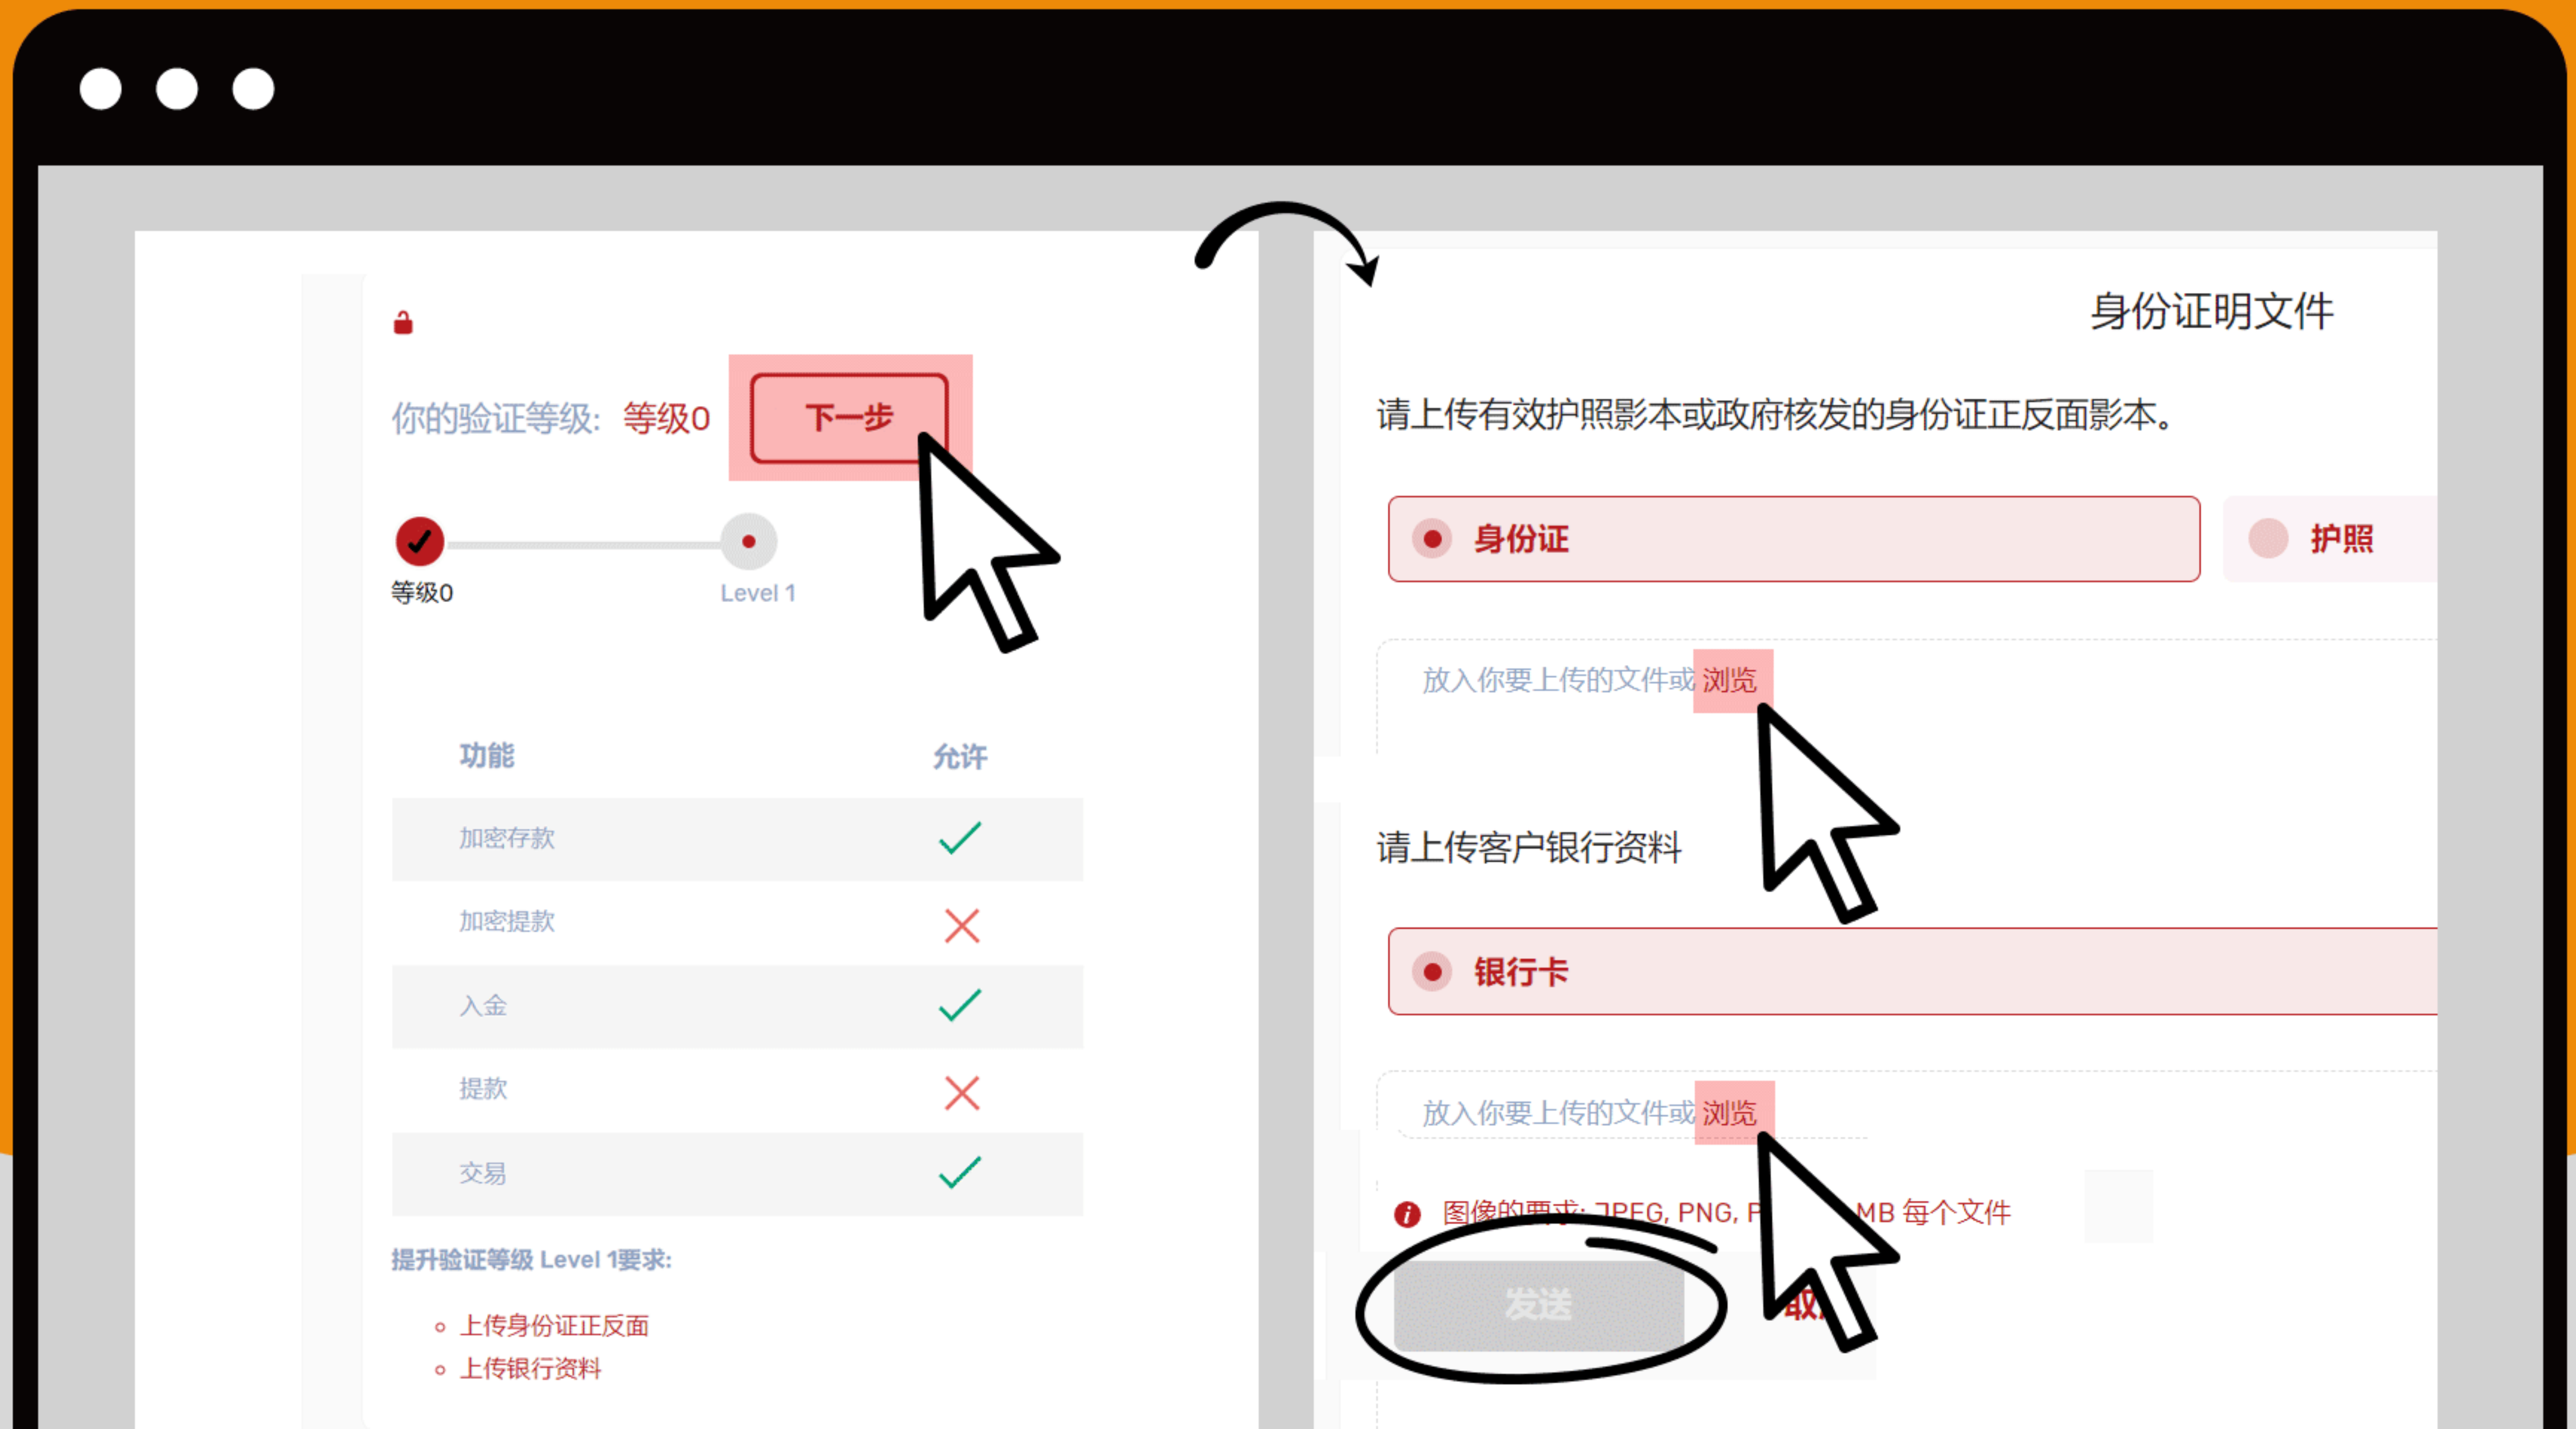 你的验证等级: 等级0 下一步
等级0 Level 1
功能 允许
加密存款
加密提款
入金
提款
交易
提升验证等级 Level 1要求:
上传身份证正反面
上传银行资料
身份证明文件
请上传有效护照影本或政府核发的身份证正反面影本。
身份证 护照
放入你要上传的文件或 浏览
请上传客户银行资料
银行卡
放入你要上传的文件或 浏览
图像的要求: JPEG, PNG, MB 每个文件
发送